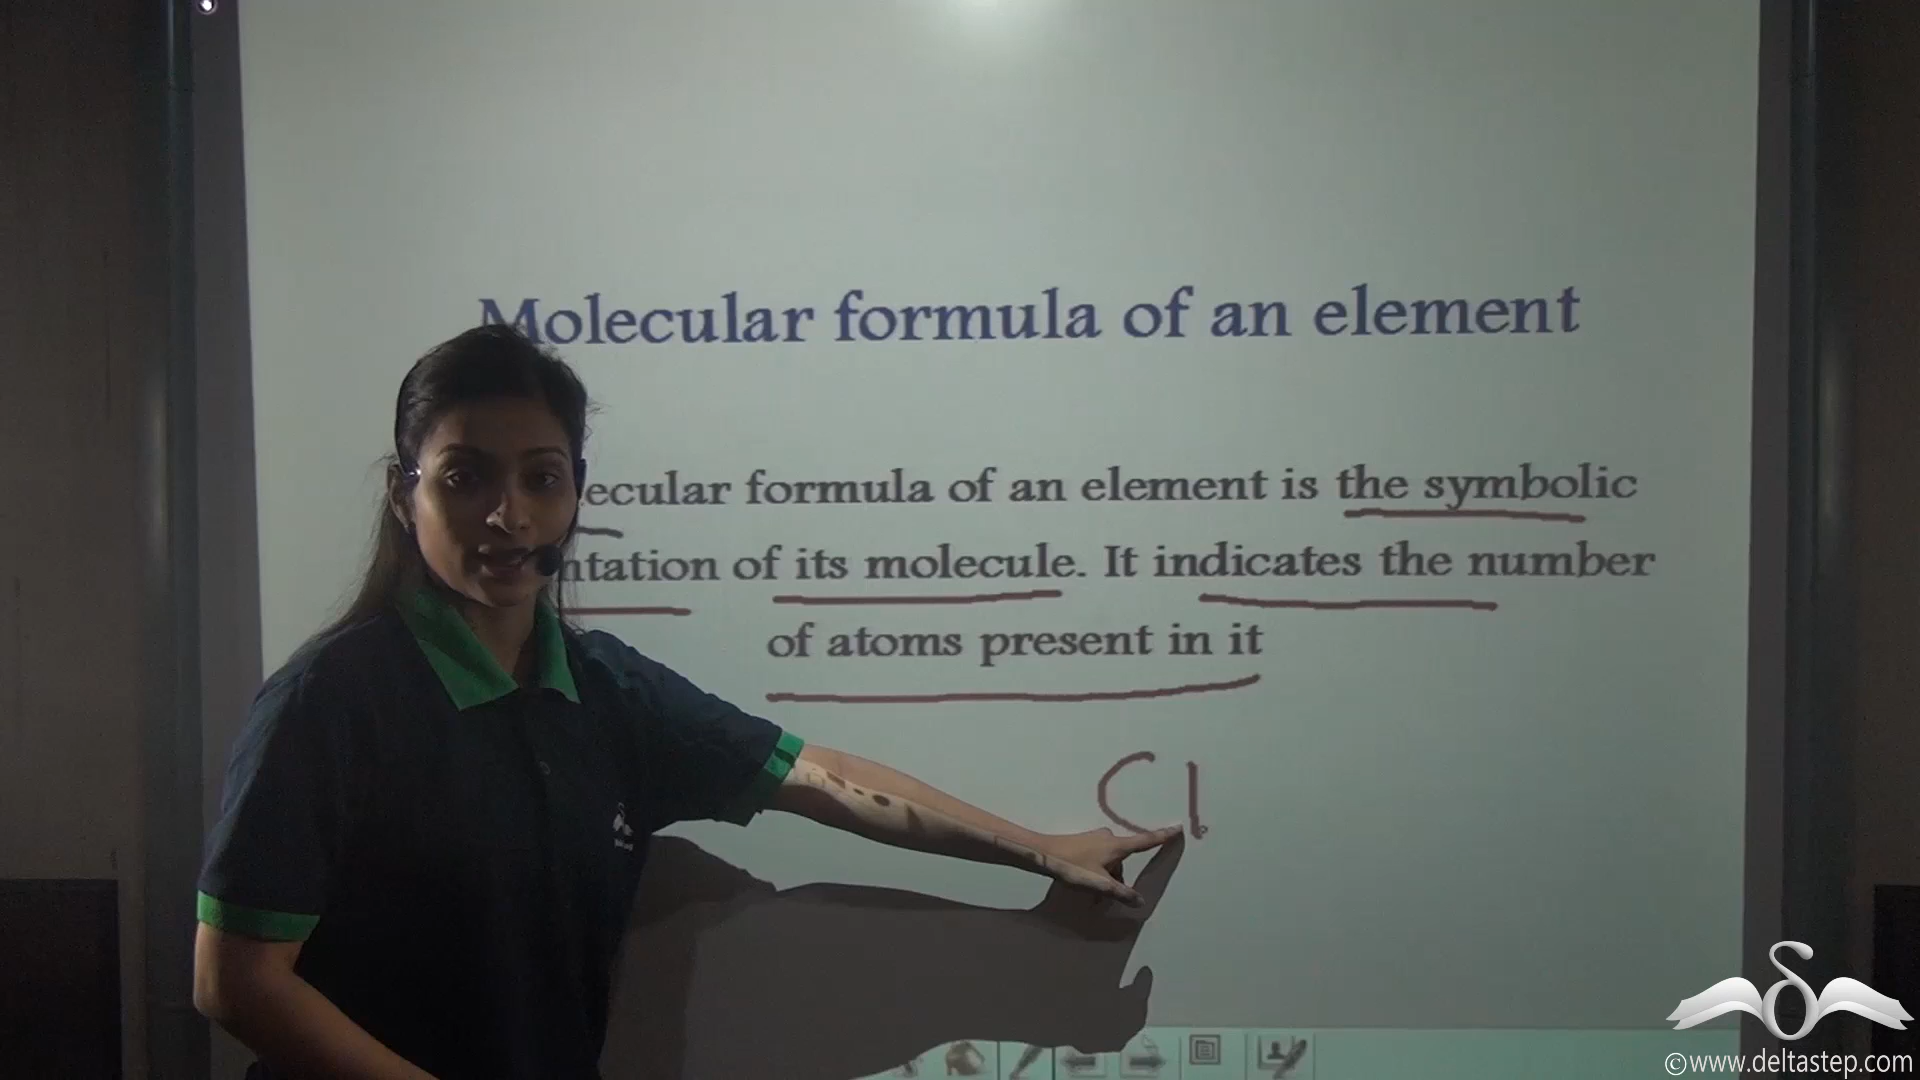 Molecular formula of an element
ecular formula of an element is the symbolic
ntation of its molecule. It indicates the number
of atoms present in it
Cl
©www.deltastep.com